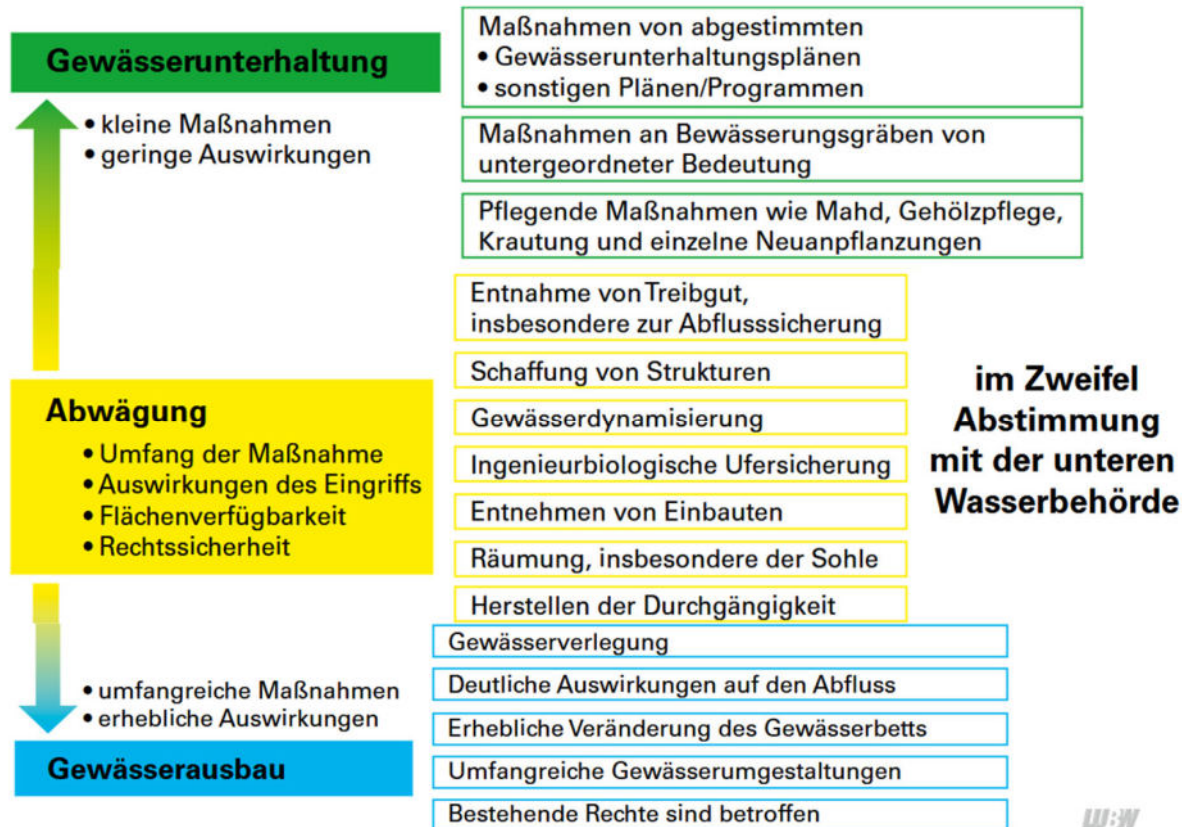 Gewässerunterhaltung
• kleine Maßnahmen
• geringe Auswirkungen
Maßnahmen von abgestimmten
• Gewässerunterhaltungsplänen
• sonstigen Plänen/Programmen
Maßnahmen an Bewässerungsgräben von
untergeordneter Bedeutung
Pflegende Maßnahmen wie Mahd, Gehölzpflege,
Krautung und einzelne Neuanpflanzungen
Abwägung
• Umfang der Maßnahme
• Auswirkungen des Eingriffs
• Flächenverfügbarkeit
• Rechtssicherheit
Entnahme von Treibgut,
insbesondere zur Abflusssicherung
Schaffung von Strukturen
Gewässerdynamisierung
Ingenieurbiologische Ufersicherung
Entnehmen von Einbauten
Räumung, insbesondere der Sohle
Herstellen der Durchgängigkeit
im Zweifel
Abstimmung
mit der unteren
Wasserbehörde
• umfangreiche Maßnahmen
• erhebliche Auswirkungen
Gewässerausbau
Gewässerverlegung
Deutliche Auswirkungen auf den Abfluss
Erhebliche Veränderung des Gewässerbetts
Umfangreiche Gewässerumgestaltungen
Bestehende Rechte sind betroffen
WBW